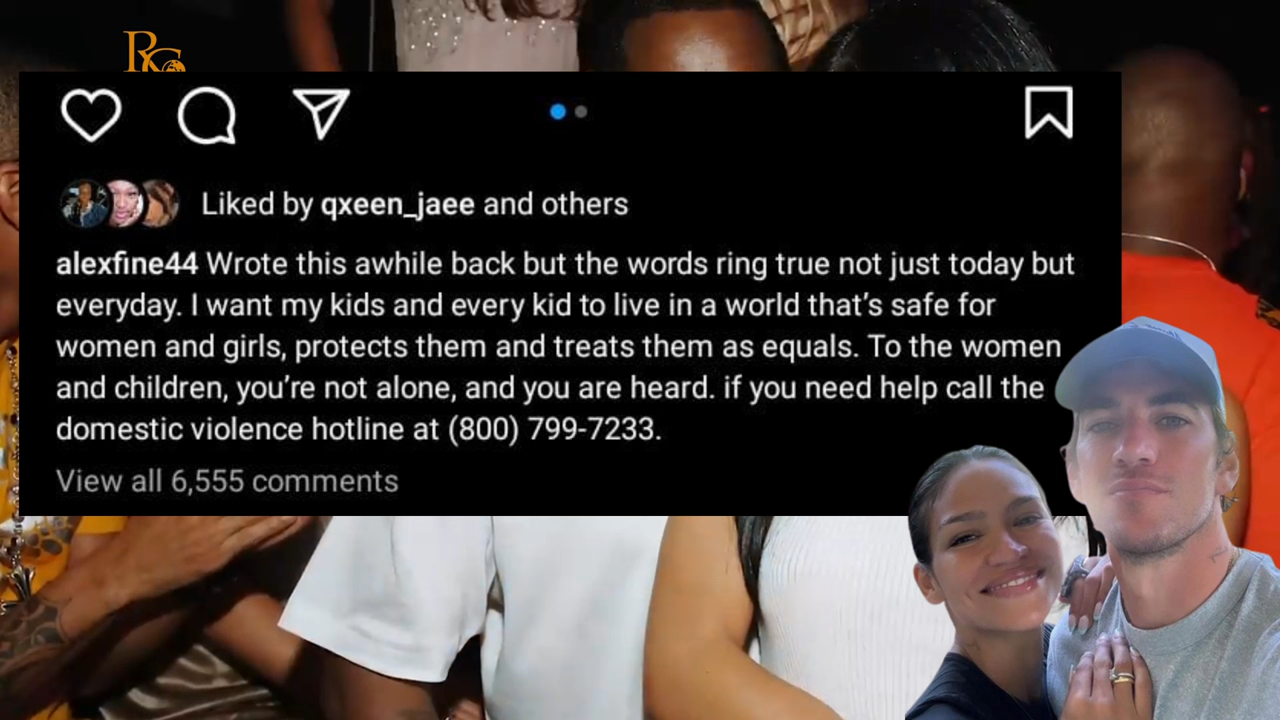 RG
Liked by qxeen_jaee and others
alexfine44 Wrote this awhile back but the words ring true not just today but
everyday. I want my kids and every kid to live in a world that's safe for
women and girls, protects them and treats them as equals. To the women
and children, you're not alone, and you are heard. if you need help call the
domestic violence hotline at (800) 799-7233.
View all 6,555 comments